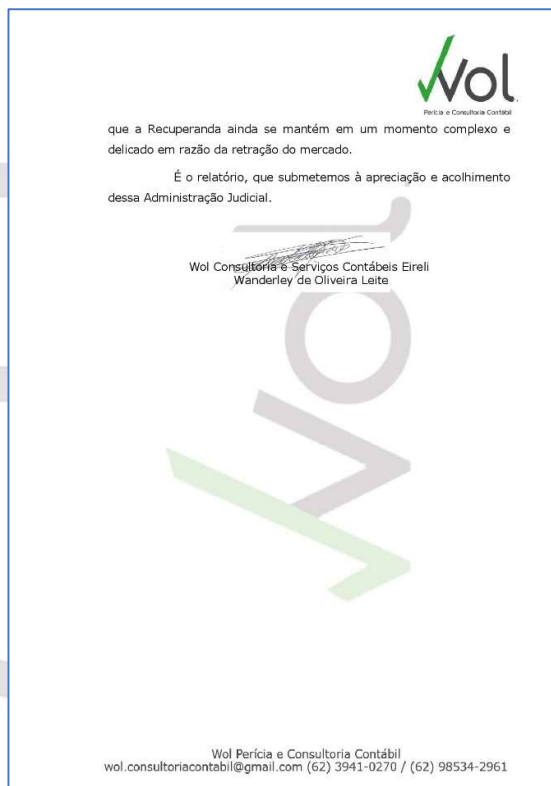 Wol
Perícia e Consultoria Contábil
que a Recuperanda ainda se mantém em um momento complexo e
delicado em razão da retração do mercado.
É o relatório, que submetemos à apreciação e acolhimento
dessa Administração Judicial.
Wol Consultoria e Serviços Contábeis Eireli
Wanderley de Oliveira Leite
Wol
Wol Perícia e Consultoria Contábil
wol.consultoriacontabil@gmail.com (62) 3941-0270 / (62) 98534-2961